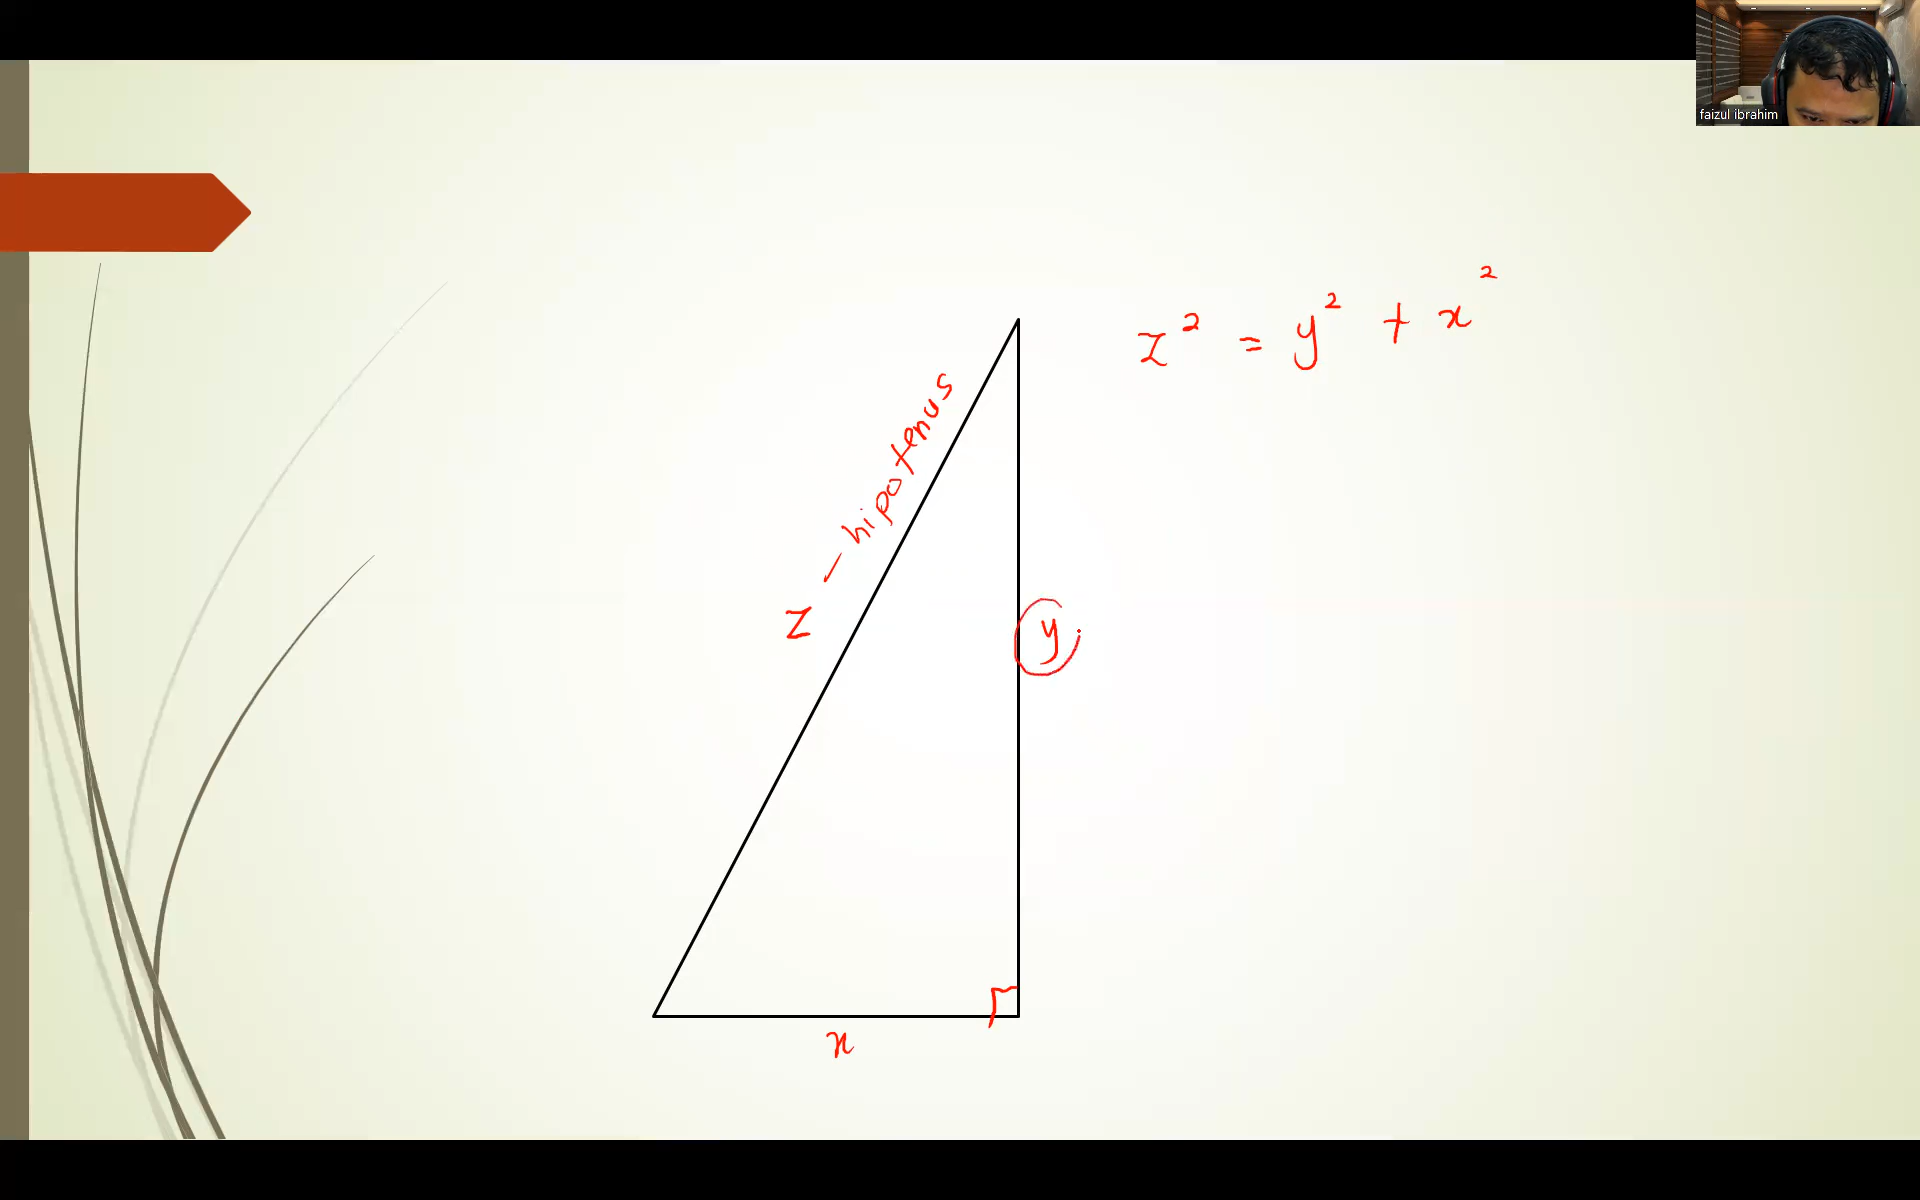 faizul ibrahim
z² = y² + x²
z – hipotenus
y
x